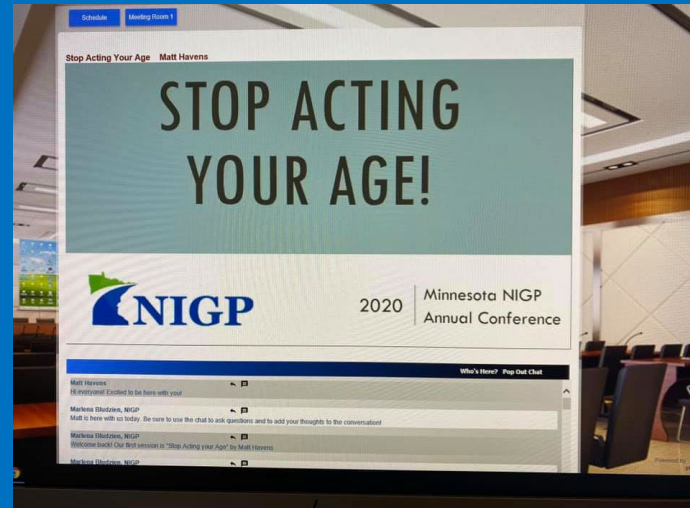 Schedule
Meeting Room 1
Stop Acting Your Age Matt Havens
STOP ACTING
YOUR AGE!
NIGP
2020
Minnesota NIGP
Annual Conference
Who's Here? Pop Out Chat
Matt Havens
Hi everyone! Excited to be here with you!
Marlena Bludzien, NIGP
Matt is here with us today. Be sure to use the chat to ask questions and to add your thoughts to the conversation!
Marlena Bludzien, NIGP
Welcome back! Our first session is "Stop Acting your Age" by Matt Havens
Marlena Bludzien, NIGP
Powered by